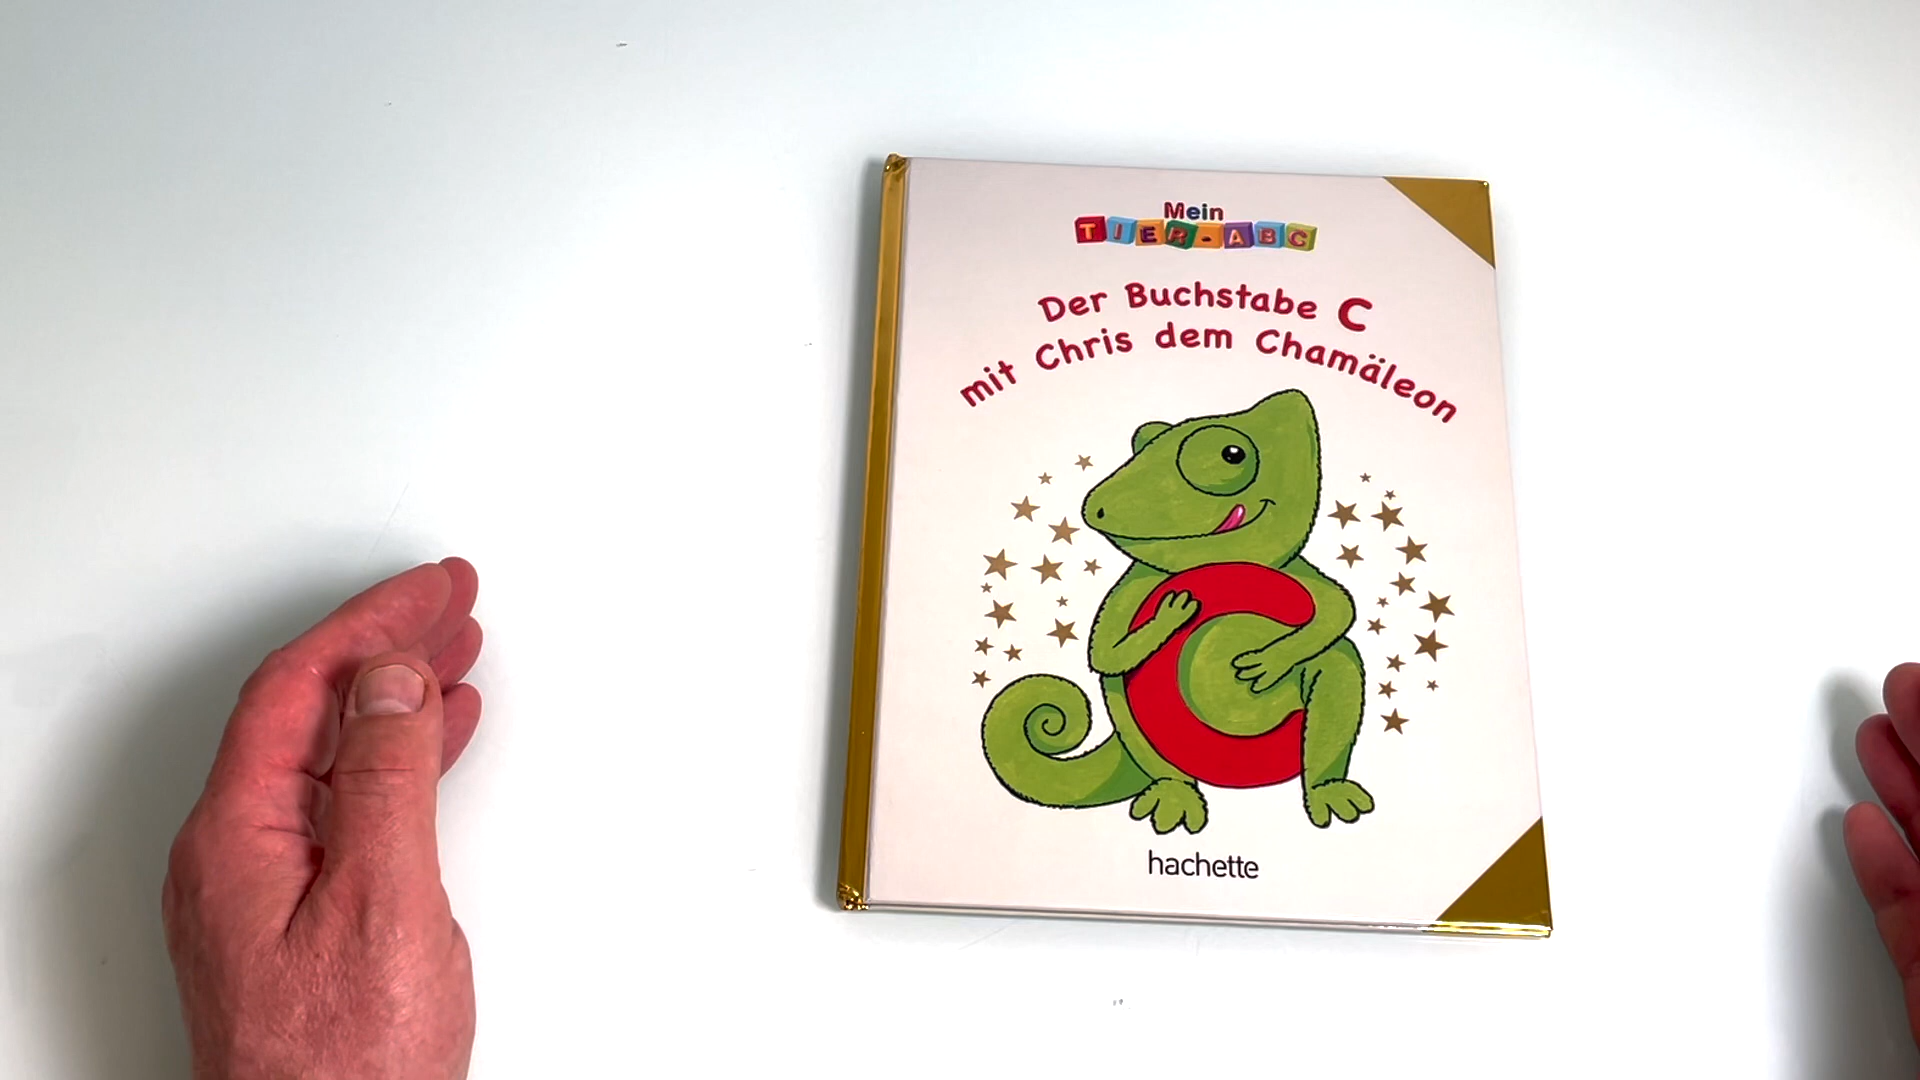 Mein
TIER-ABC
Der Buchstabe C
mit Chris dem Chamäleon
hachette